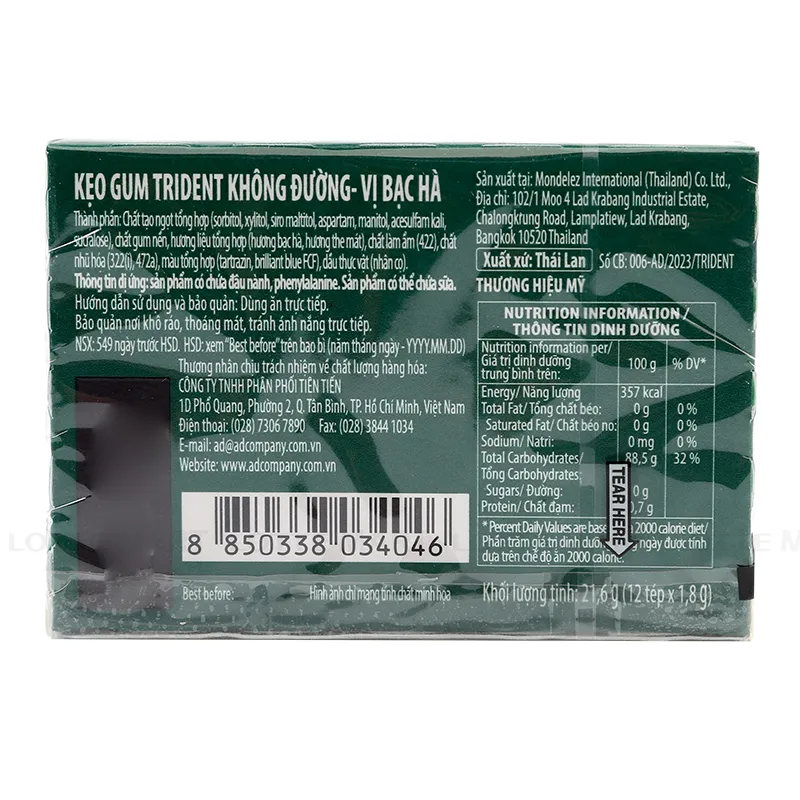 KẸO GUM TRIDENT KHÔNG ĐƯỜNG- VỊ BẠC HÀ
Thành phần: Chất tạo ngọt tổng hợp (sorbitol, xylitol, siro maltitol, aspartam, manitol, acesulfam kali,
sucralose), chất gum nền, hương liệu tổng hợp (hương bạc hà, hương the mát), chất làm ẩm (422), chất
nhũ hóa (322(i), 472a), màu tổng hợp (tartrazin, brilliant blue FCF), dầu thực vật (nhân cọ).
Thông tin dị ứng: sản phẩm có chứa đậu nành, phenylalanine. Sản phẩm có thể chứa sữa.
Hướng dẫn sử dụng và bảo quản: Dùng ăn trực tiếp.
Bảo quản nơi khô ráo, thoáng mát, tránh ánh nắng trực tiếp.
NSX: 549 ngày trước HSD. HSD: xem "Best before" trên bao bì (năm tháng ngày - YYYY.MM.DD)
Thương nhân chịu trách nhiệm về chất lượng hàng hóa:
CÔNG TY TNHH PHÂN PHỐI TIÊN TIẾN
1D Phổ Quang, Phường 2, Q. Tân Bình, TP. Hồ Chí Minh, Việt Nam
Điện thoại: (028) 7306 7890 Fax: (028) 3844 1034
E-mail: ad@adcompany.com.vn
Website: www.adcompany.com.vn
8 850338 034046
Best before: Hình ảnh chỉ mang tính chất minh họa
Sản xuất tại: Mondelez International (Thailand) Co. Ltd.,
Địa chỉ: 102/1 Moo 4 Lad Krabang Industrial Estate,
Chalongkrung Road, Lamplatiew, Lad Krabang,
Bangkok 10520 Thailand
Xuất xứ: Thái Lan Số CB: 006-AD/2023/TRIDENT
THƯƠNG HIỆU MỸ
NUTRITION INFORMATION /
THÔNG TIN DINH DƯỠNG
Nutrition information per/
Giá trị dinh dưỡng
trung bình trên: 100 g % DV*
Energy/ Năng lượng 357 kcal
Total Fat/ Tổng chất béo: 0 g 0 %
Saturated Fat/ Chất béo no: 0 g 0 %
Sodium/ Natri: 0 mg 0 %
Total Carbohydrates/ 88,5 g 32 %
Tổng Carbohydrates:
Sugars/ Đường: 0 g
Protein/ Chất đạm: 0,7 g
* Percent Daily Values are based 2000 calorie diet/
Phần trăm giá trị dinh dưỡng ngày được tính
dựa trên chế độ ăn 2000 calorie.
TEAR HERE
Khối lượng tịnh: 21,6 g (12 tép x 1,8 g)